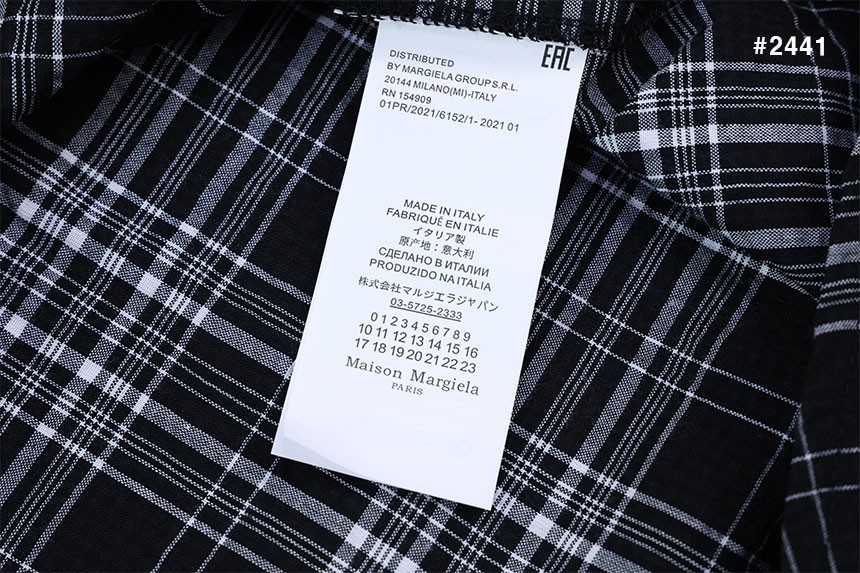 #2441
EAC
DISTRIBUTED
BY MARGIELA GROUP S.R.L.
20144 MILANO(MI)-ITALY
RN 154909
01PR/2021/6152/1- 2021 01
MADE IN ITALY
FABRIQUÉ EN ITALIE
イタリア製
原产地：意大利
СДЕЛАНО В ИТАЛИИ
PRODUZIDO NA ITALIA
株式会社マルジエラジャパン
03-5725-2333
0 1 2 3 4 5 6 7 8 9
10 11 12 13 14 15 16
17 18 19 20 21 22 23
Maison Margiela
PARIS